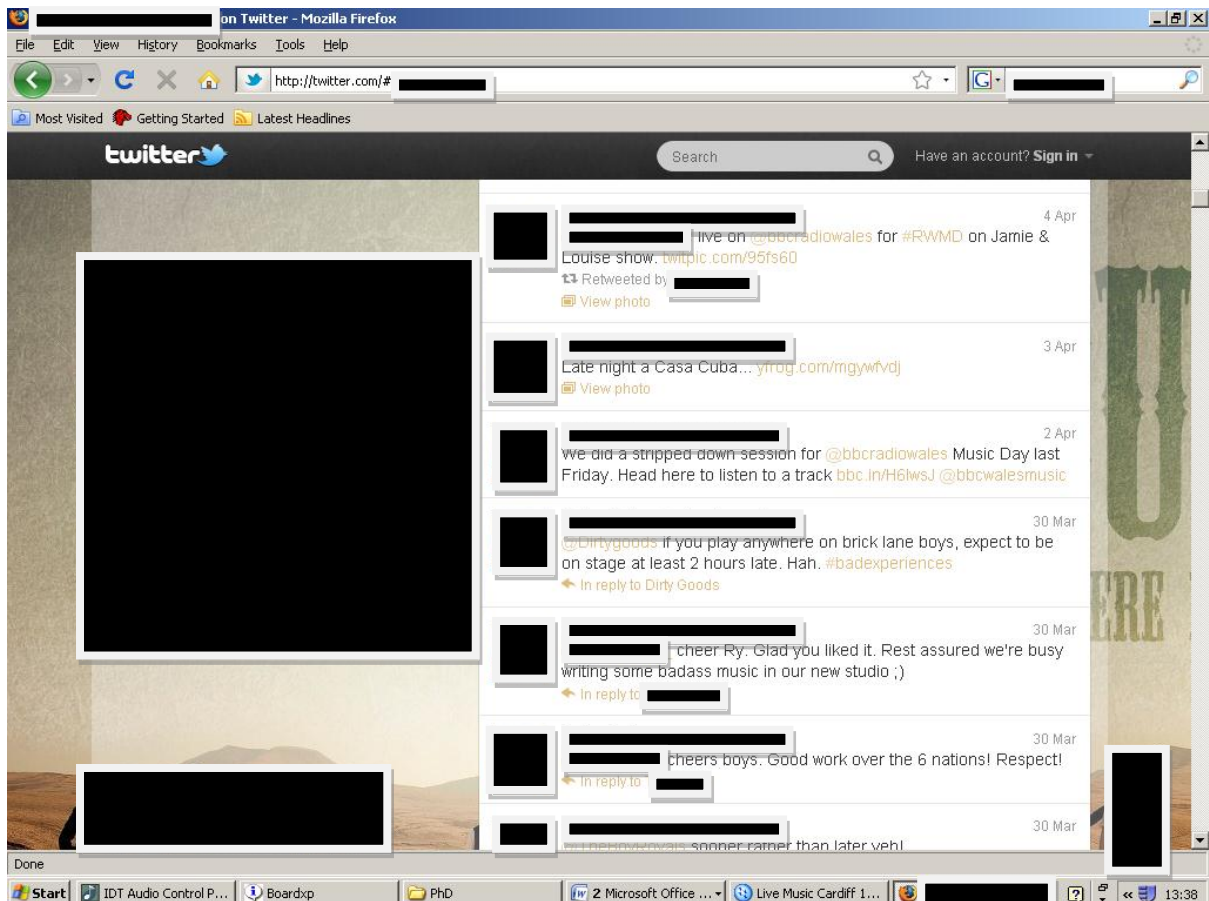 on Twitter - Mozilla Firefox
File Edit View History Bookmarks Tools Help
http://twitter.com/#
Most Visited Getting Started Latest Headlines
twitter Search Have an account? Sign in
4 Apr
live on @bbcradiowales for #RWMD on Jamie &
Louise show. twitpic.com/95fs60
Retweeted by
View photo
3 Apr
Late night a Casa Cuba... yfrog.com/mgywfvdj
View photo
2 Apr
We did a stripped down session for @bbcradiowales Music Day last
Friday. Head here to listen to a track bbc.in/H6lwsJ @bbcwalesmusic
30 Mar
@Dirtygoods if you play anywhere on brick lane boys, expect to be
on stage at least 2 hours late. Hah. #badexperiences
In reply to Dirty Goods
30 Mar
cheer Ry. Glad you liked it. Rest assured we're busy
writing some badass music in our new studio ;)
In reply to
30 Mar
cheers boys. Good work over the 6 nations! Respect!
In reply to
30 Mar
sooner rather than later yeh!
U
ERE
Done
Start IDT Audio Control P... Boardxp PhD 2 Microsoft Office ... Live Music Cardiff 1... 13:38